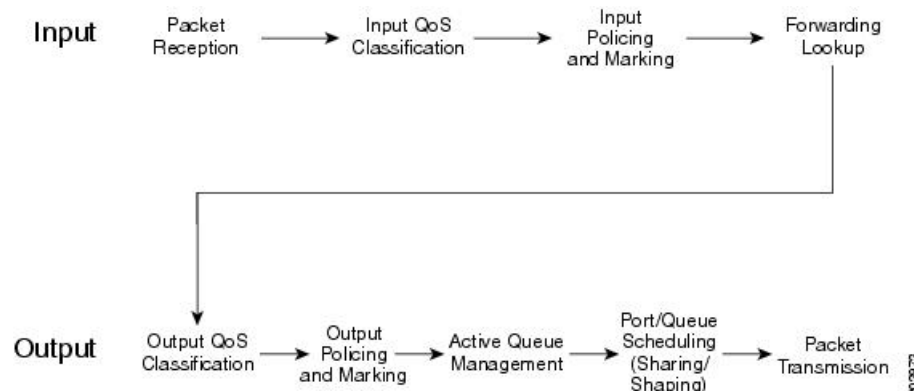 Input
Packet
Reception
Input QoS
Classification
Input
Policing
and Marking
Forwarding
Lookup
Output
Output QoS
Classification
Output
Policing
and Marking
Active Queue
Management
Port/Queue
Scheduling
(Sharing/
Shaping)
Packet
Transmission